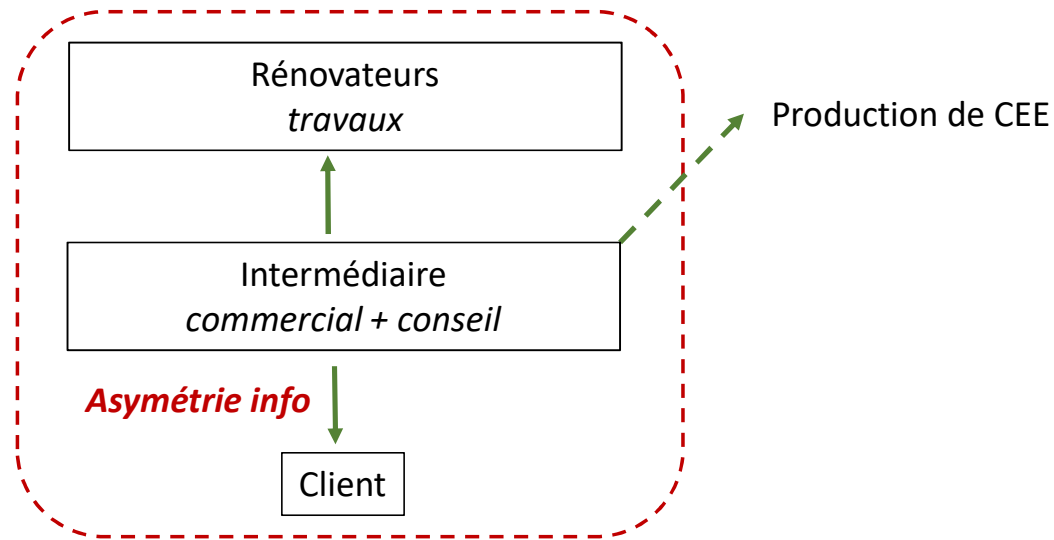 Rénovateurs
travaux
Production de CEE
Intermédiaire
commercial + conseil
Asymétrie info
Client